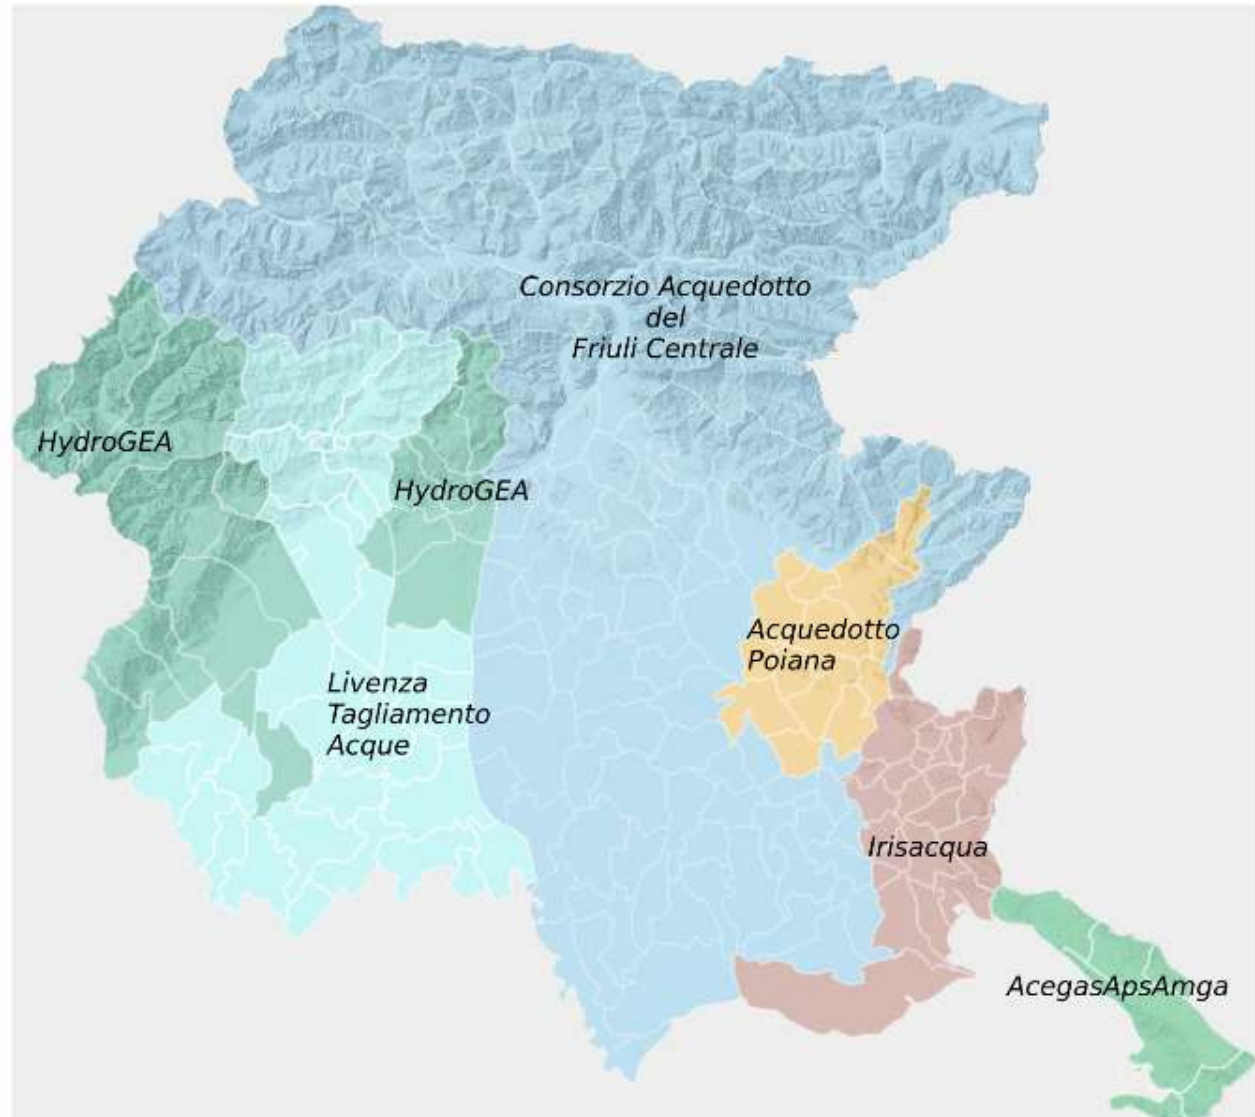 Consorzio Acquedotto
del
Friuli Centrale
HydroGEA
HydroGEA
Acquedotto
Poiana
Livenza
Tagliamento
Acque
Irisacqua
AcegasApsAmga